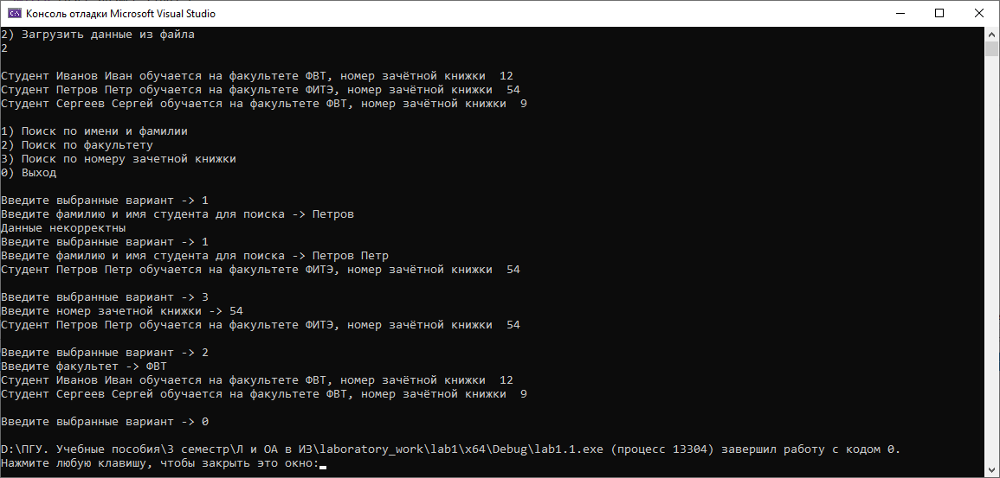 Консоль отладки Microsoft Visual Studio
2) Загрузить данные из файла
2
Студент Иванов Иван обучается на факультете ФВТ, номер зачётной книжки  12
Студент Петров Петр обучается на факультете ФИТЭ, номер зачётной книжки  54
Студент Сергеев Сергей обучается на факультете ФВТ, номер зачётной книжки  9
1) Поиск по имени и фамилии
2) Поиск по факультету
3) Поиск по номеру зачетной книжки
0) Выход
Введите выбранные вариант -> 1
Введите фамилию и имя студента для поиска -> Петров
Данные некорректны
Введите выбранные вариант -> 1
Введите фамилию и имя студента для поиска -> Петров Петр
Студент Петров Петр обучается на факультете ФИТЭ, номер зачётной книжки  54
Введите выбранные вариант -> 3
Введите номер зачетной книжки -> 54
Студент Петров Петр обучается на факультете ФИТЭ, номер зачётной книжки  54
Введите выбранные вариант -> 2
Введите факультет -> ФВТ
Студент Иванов Иван обучается на факультете ФВТ, номер зачётной книжки  12
Студент Сергеев Сергей обучается на факультете ФВТ, номер зачётной книжки  9
Введите выбранные вариант -> 0
D:\ПГУ. Учебные пособия\3 семестр\Л и ОА в ИЗ\laboratory_work\lab1\x64\Debug\lab1.1.exe (процесс 13304) завершил работу с кодом 0.
Нажмите любую клавишу, чтобы закрыть это окно: